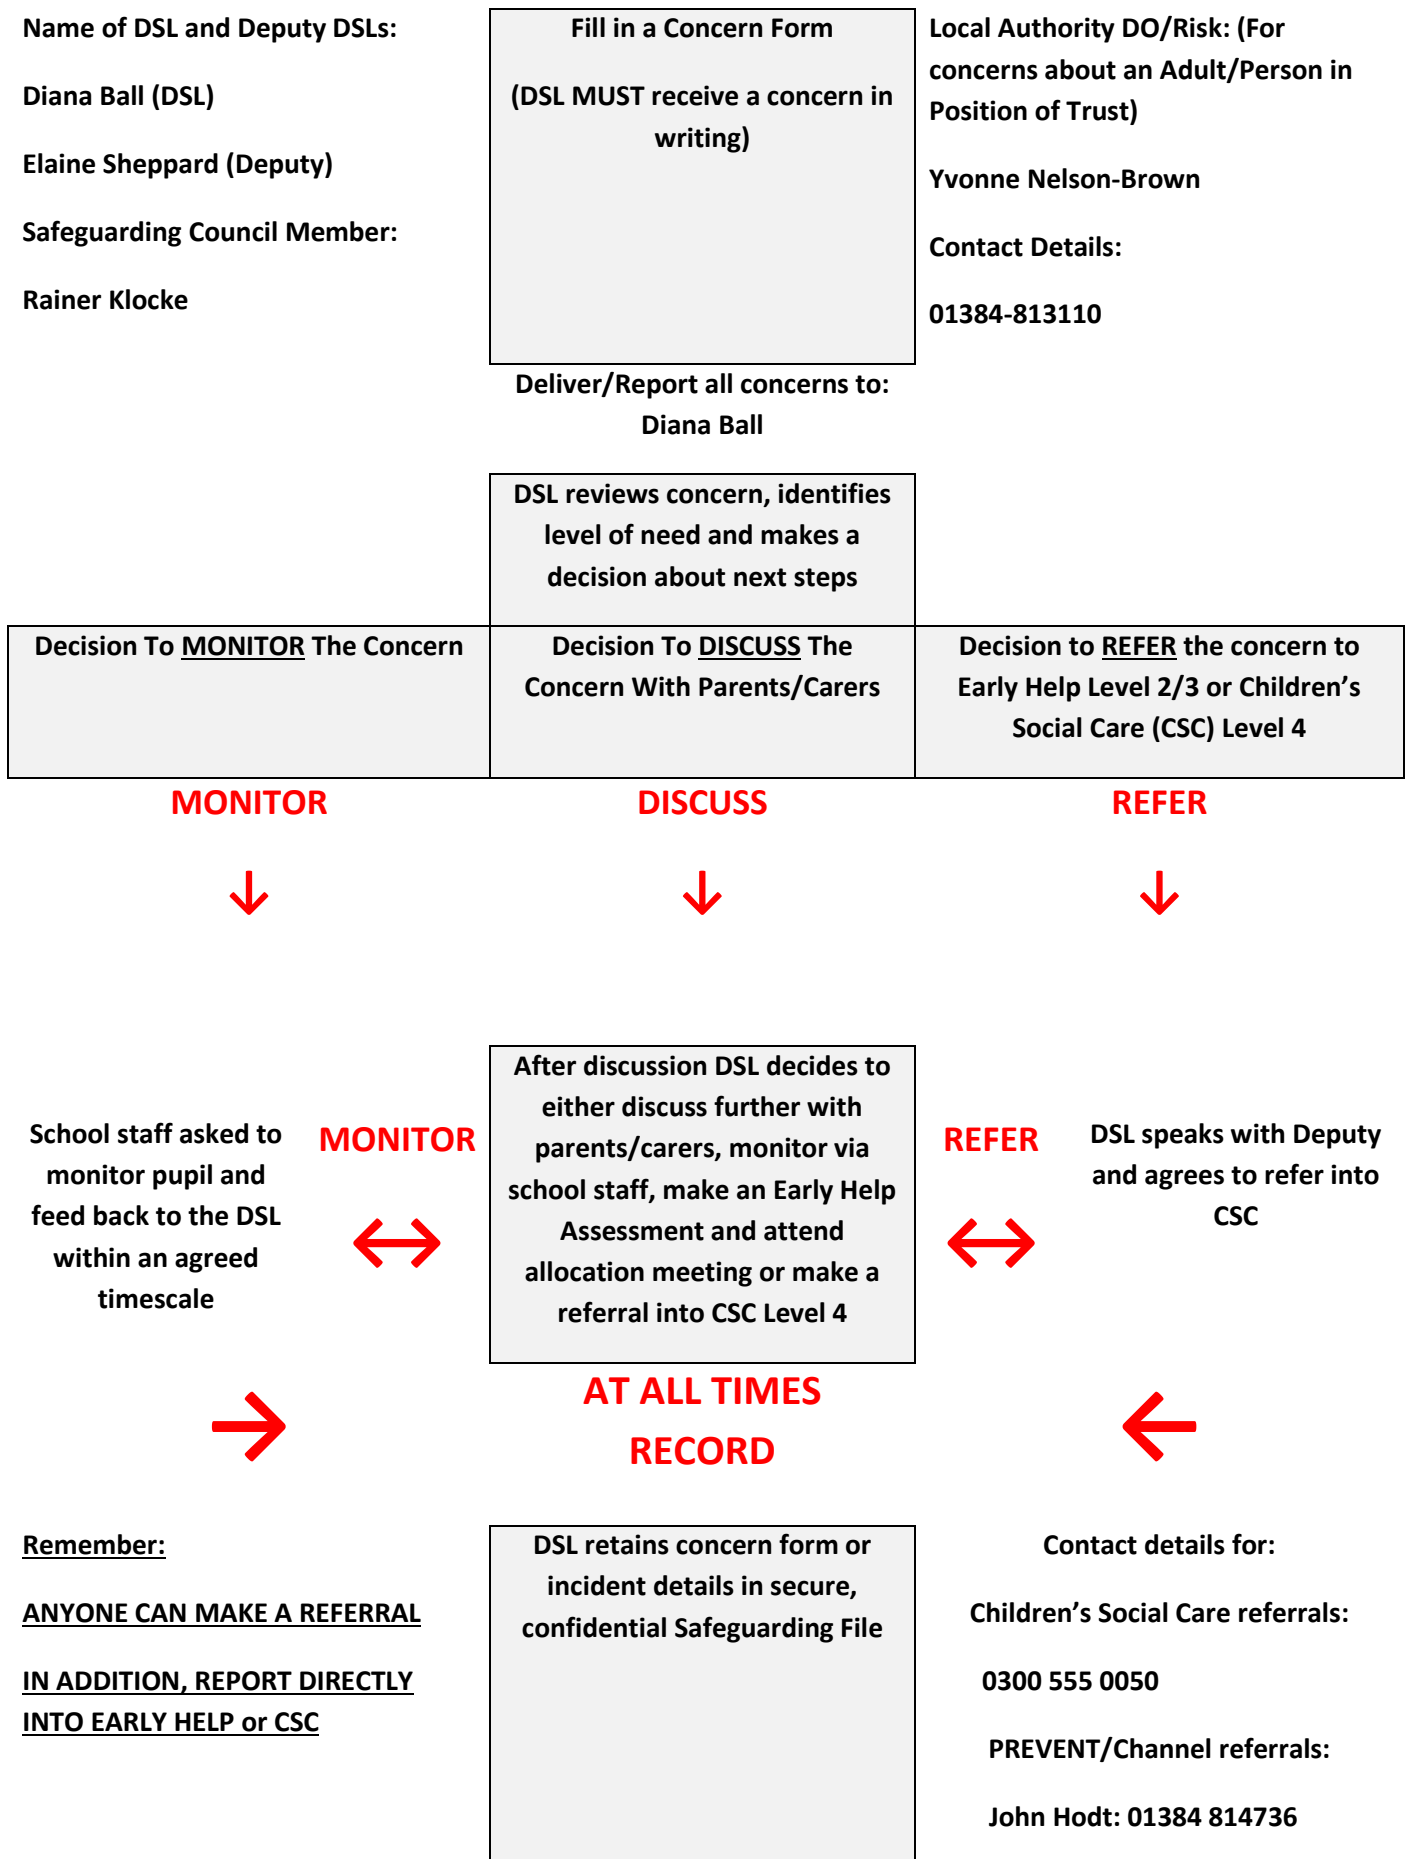 Name of DSL and Deputy DSLs:
Diana Ball (DSL)
Elaine Sheppard (Deputy)
Safeguarding Council Member:
Rainer Klocke
Fill in a Concern Form
(DSL MUST receive a concern in
writing)
Local Authority DO/Risk: (For
concerns about an Adult/Person in
Position of Trust)
Yvonne Nelson-Brown
Contact Details:
01384-813110
Deliver/Report all concerns to:
Diana Ball
DSL reviews concern, identifies
level of need and makes a
decision about next steps
Decision To MONITOR The Concern
Decision To DISCUSS The
Concern With Parents/Carers
Decision to REFER the concern to
Early Help Level 2/3 or Children’s
Social Care (CSC) Level 4
MONITOR
DISCUSS
REFER
School staff asked to
monitor pupil and
feed back to the DSL
within an agreed
timescale
MONITOR
After discussion DSL decides to
either discuss further with
parents/carers, monitor via
school staff, make an Early Help
Assessment and attend
allocation meeting or make a
referral into CSC Level 4
REFER
DSL speaks with Deputy
and agrees to refer into
CSC
AT ALL TIMES
RECORD
Remember:
ANYONE CAN MAKE A REFERRAL
IN ADDITION, REPORT DIRECTLY
INTO EARLY HELP or CSC
DSL retains concern form or
incident details in secure,
confidential Safeguarding File
Contact details for:
Children’s Social Care referrals:
0300 555 0050
PREVENT/Channel referrals:
John Hodt: 01384 814736